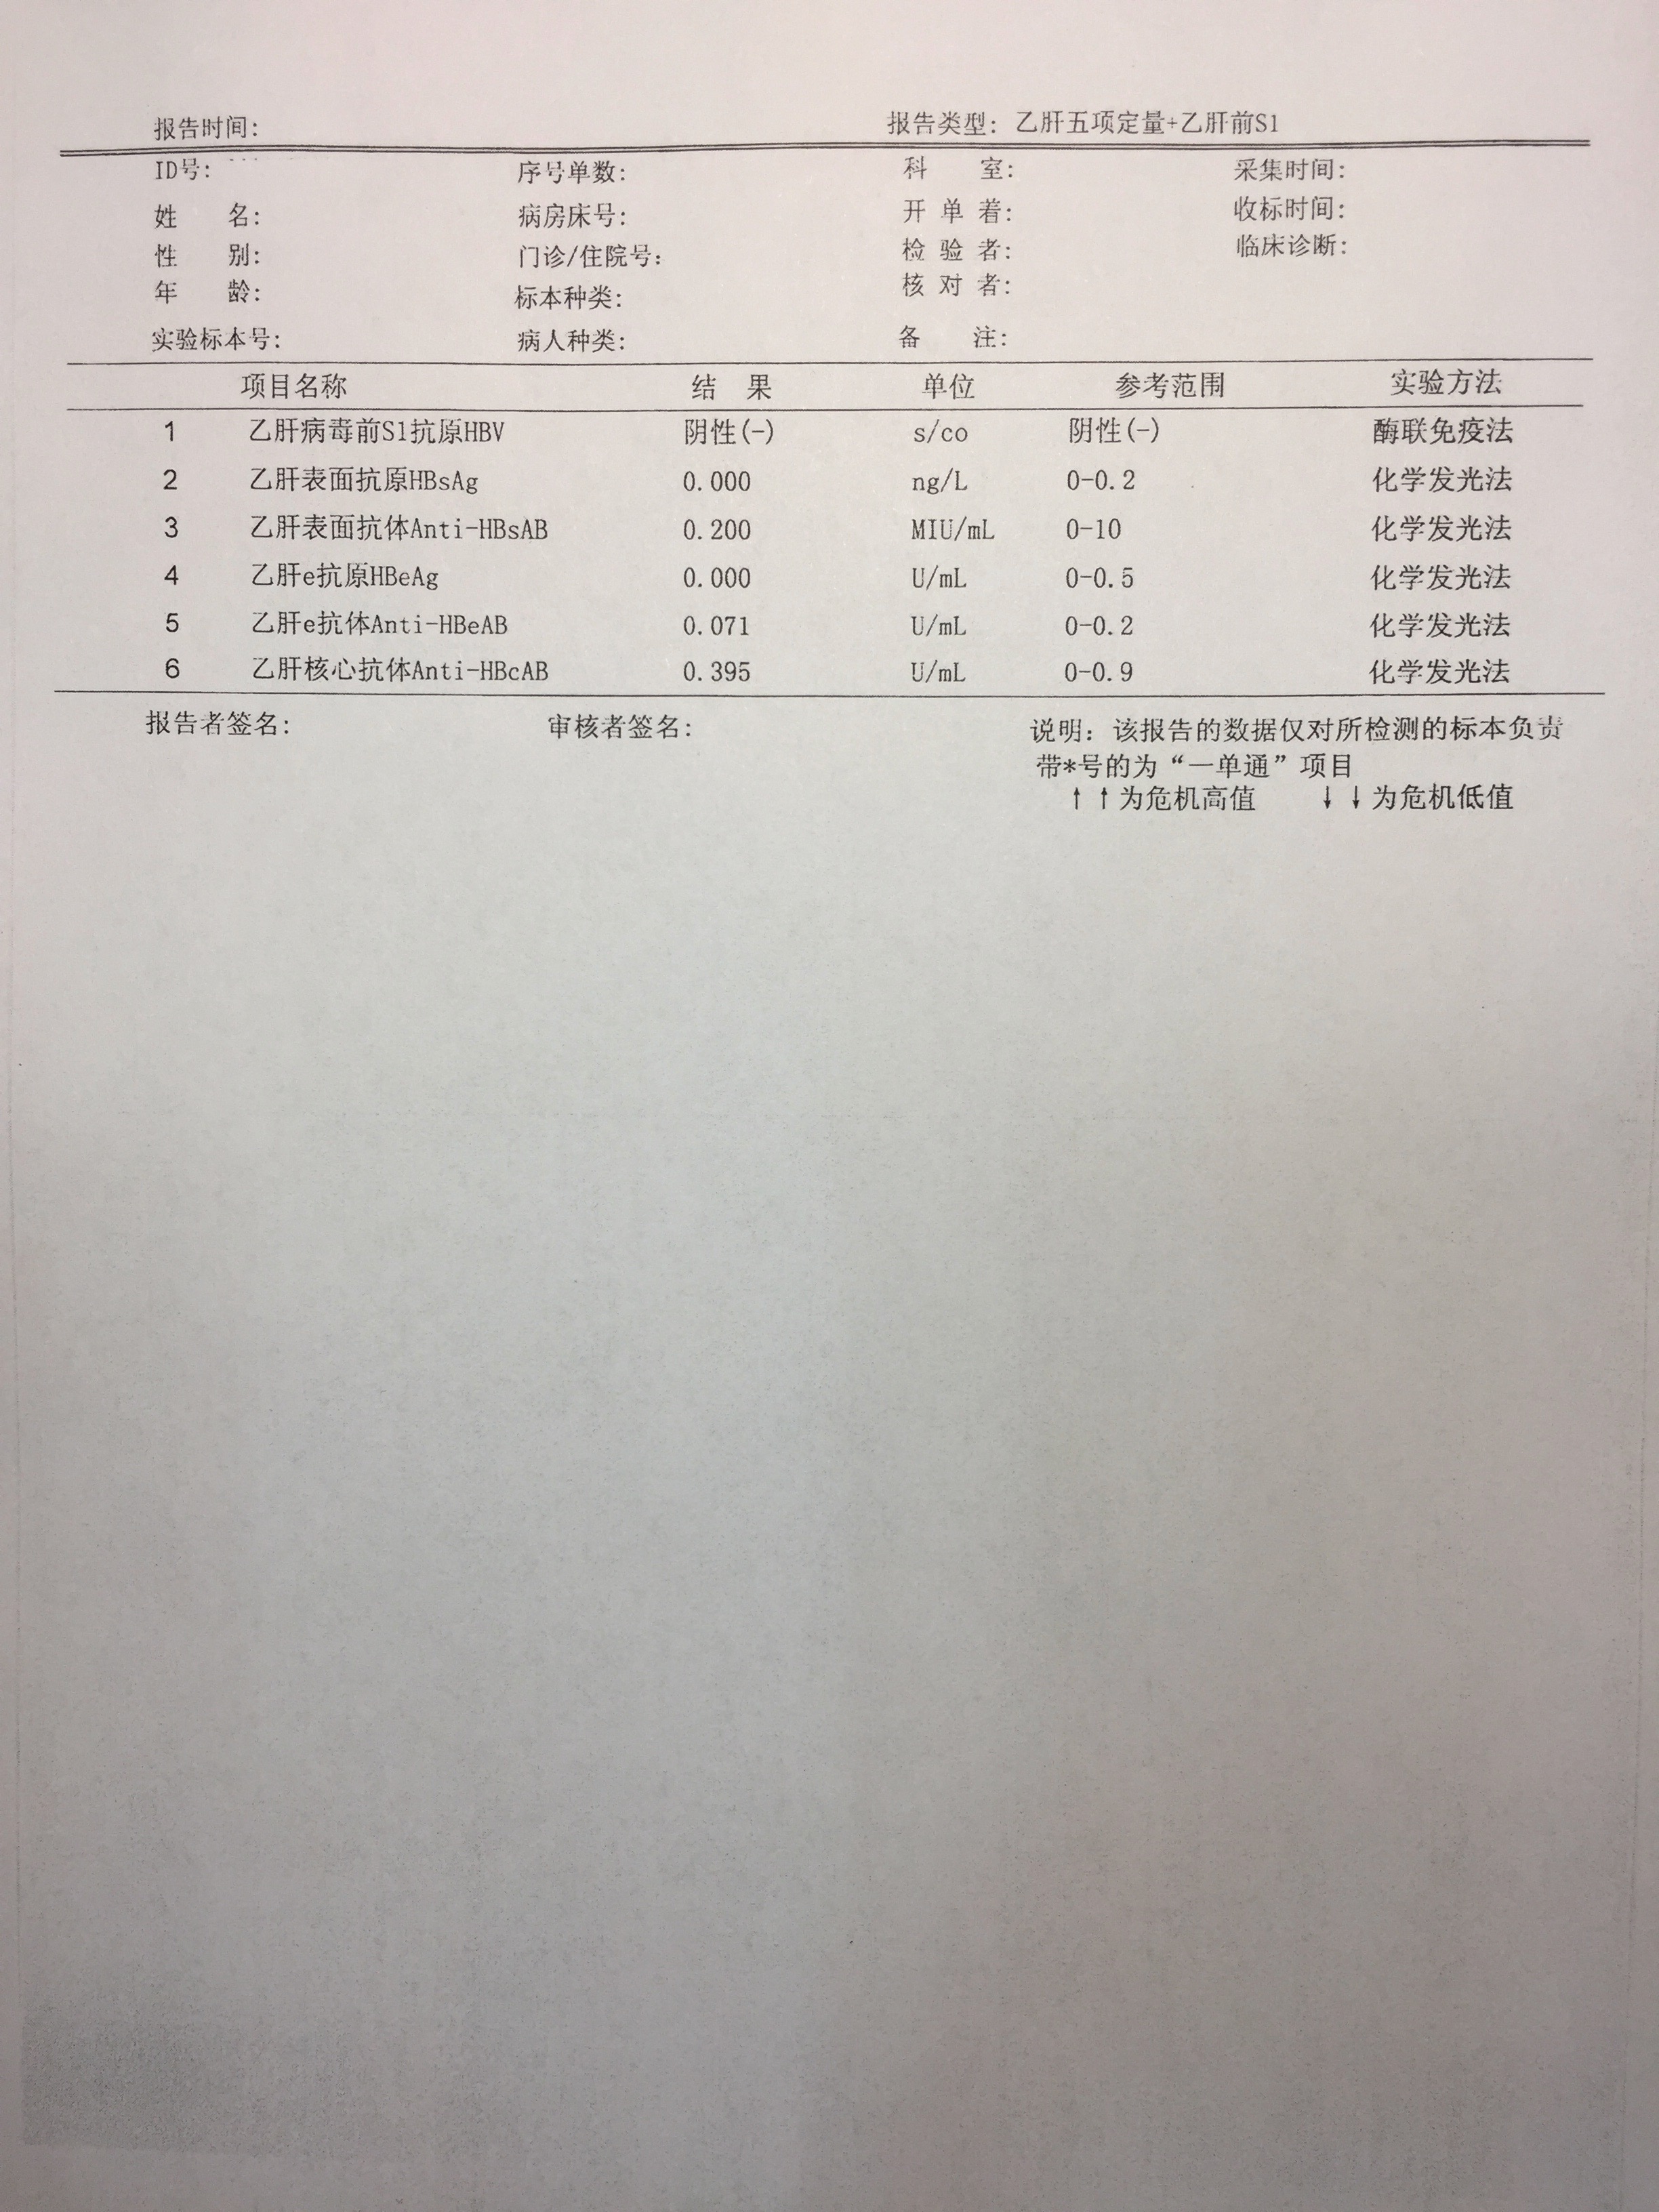 报告时间: 报告类型: 乙肝五项定量+乙肝前S1
ID号: 序号单数: 科 室: 采集时间:
姓 名: 病房床号: 开 单 着: 收标时间:
性 别: 门诊/住院号: 检 验 者: 临床诊断:
年 龄: 标本种类: 核 对 者:
实验标本号: 病人种类: 备 注:
项目名称 结 果 单位 参考范围 实验方法
1 乙肝病毒前S1抗原HBV 阴性(-) s/co 阴性(-) 酶联免疫法
2 乙肝表面抗原HBsAg 0.000 ng/L 0-0.2 化学发光法
3 乙肝表面抗体Anti-HBsAB 0.200 MIU/mL 0-10 化学发光法
4 乙肝e抗原HBeAg 0.000 U/mL 0-0.5 化学发光法
5 乙肝e抗体Anti-HBeAB 0.071 U/mL 0-0.2 化学发光法
6 乙肝核心抗体Anti-HBcAB 0.395 U/mL 0-0.9 化学发光法
报告者签名: 审核者签名: 说明: 该报告的数据仅对所检测的标本负责
带*号的为“一单通”项目
↑↑为危机高值 ↓↓为危机低值